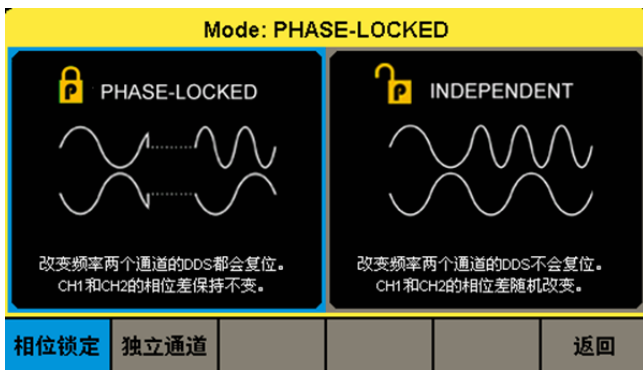 Mode: PHASE-LOCKED
P PHASE-LOCKED
改变频率两个通道的DDS都会复位。
CH1和CH2的相位差保持不变。
P INDEPENDENT
改变频率两个通道的DDS不会复位。
CH1和CH2的相位差随机改变。
相位锁定 独立通道 返回